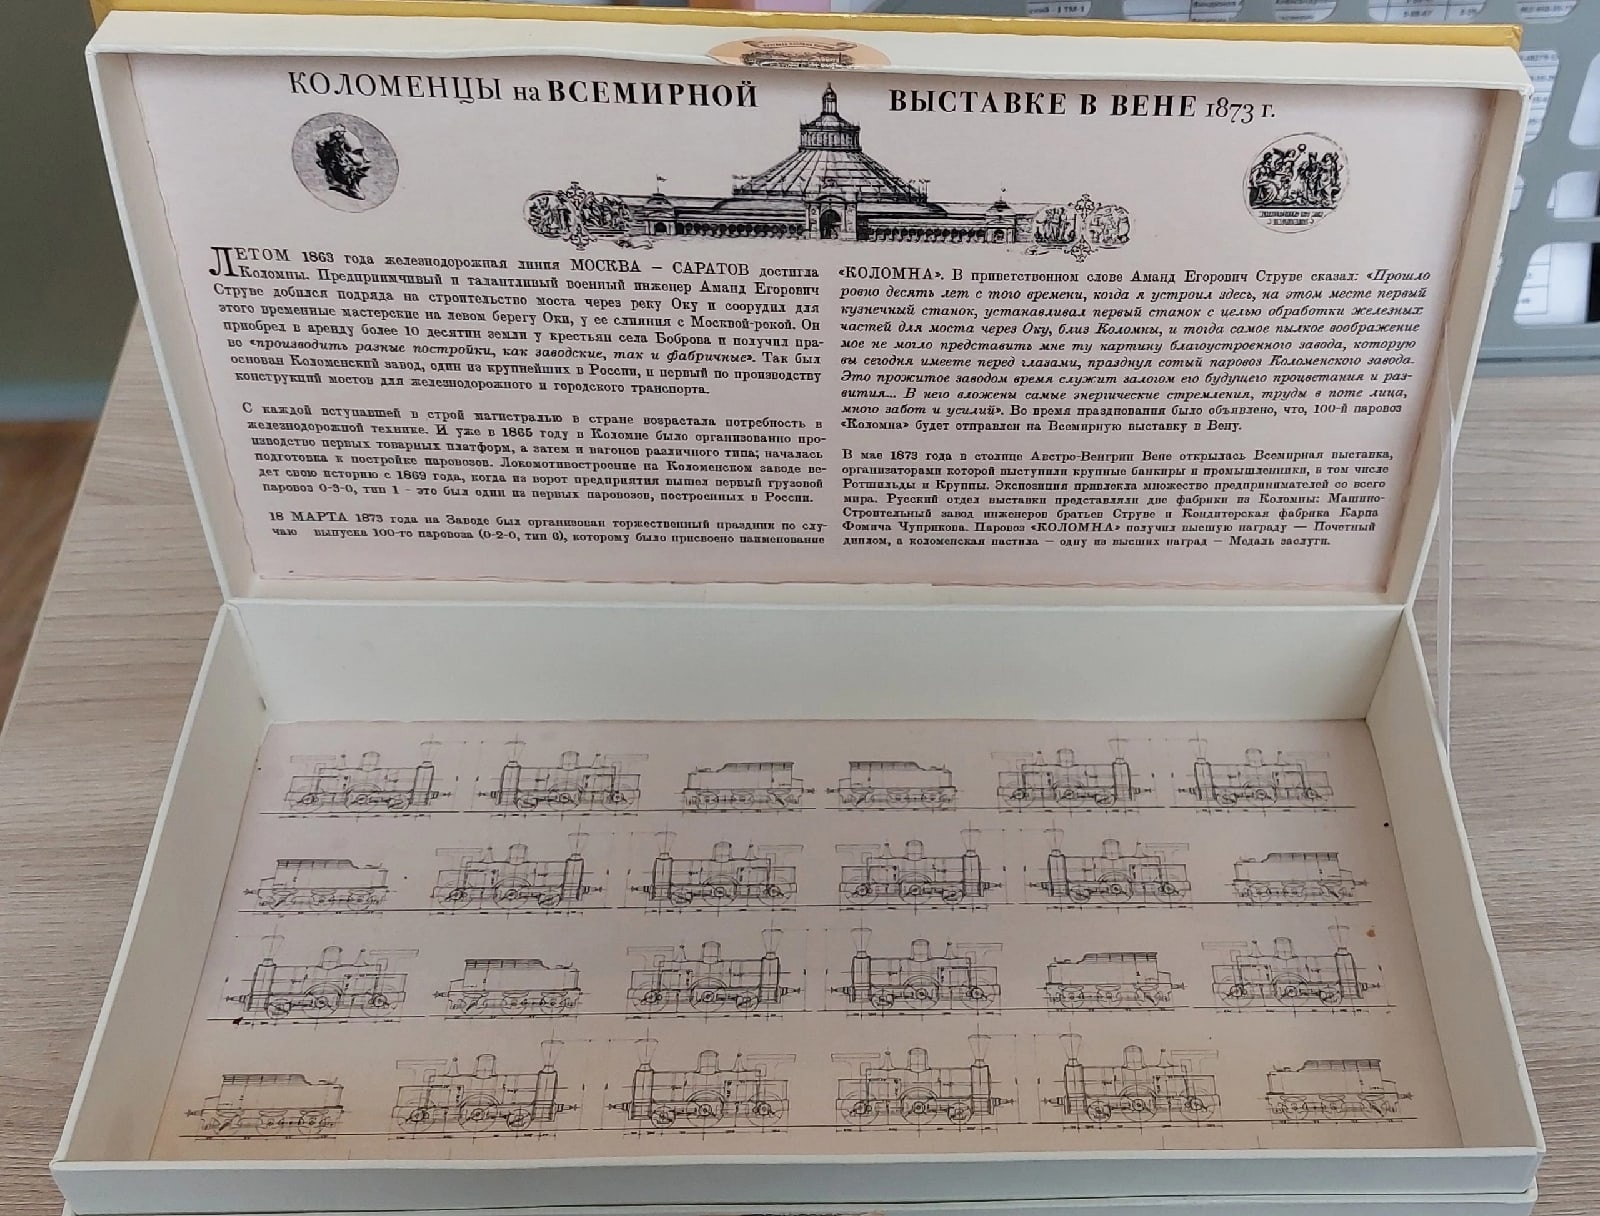 КОЛОМЕНЦЫ на ВСЕМИРНОЙ ВЫСТАВКЕ В ВЕНЕ 1873 г.
ЛЕТОМ 1863 года железнодорожная линия МОСКВА – САРАТОВ достигла
Коломны. Предприимчивый и талантливый военный инженер Аманд Егорович
Струве добился подряда на строительство моста через реку Оку и соорудил для
этого временные мастерские на левом берегу Оки, у ее слияния с Москвой-рекой. Он
приобрел в аренду более 10 десятин земли у крестьян села Боброва и получил пра-
во «производить разные постройки, как заводские, так и фабричные». Так был
основан Коломенский завод, один из крупнейших в России, и первый по производству
конструкций мостов для железнодорожного и городского транспорта.
С каждой вступавшей в строй магистралью в стране возрастала потребность в
железнодорожной технике. И уже в 1865 году в Коломне было организованно про-
изводство первых товарных платформ, а затем и вагонов различного типа; началась
подготовка к постройке паровозов. Локомотивостроение на Коломенском заводе ве-
дет свою историю с 1869 года, когда из ворот предприятия вышел первый грузовой
паровоз 0-3-0, тип 1 - это был один из первых паровозов, построенных в России.
18 МАРТА 1873 года на Заводе был организован торжественный праздник по слу-
чаю выпуска 100-го паровоза (0-2-0, тип 6), которому было присвоено наименование
«КОЛОМНА». В приветственном слове Аманд Егорович Струве сказал: «Прошло
ровно десять лет с того времени, когда я устроил здесь, на этом месте первый
кузнечный станок, устанавливал первый станок с целью обработки железных
частей для моста через Оку, близ Коломны, и тогда самое пылкое воображение
мое не могло представить мне ту картину благоустроенного завода, которую
вы сегодня имеете перед глазами, празднуя сотый паровоз Коломенского завода.
Это прожитое заводом время служит залогом его будущего процветания и раз-
вития... В него вложены самые энергические стремления, труды в поте лица,
много забот и усилий». Во время празднования было объявлено, что, 100-й паровоз
«Коломна» будет отправлен на Всемирную выставку в Вену.
В мае 1873 года в столице Австро-Венгрии Вене открылась Всемирная выставка,
организаторами которой выступили крупные банкиры и промышленники, в том числе
Ротшильды и Круппы. Экспозиция привлекла множество предпринимателей со всего
мира. Русский отдел выставки представляли две фабрики из Коломны: Машино-
Строительный завод инженеров братьев Струве и Кондитерская фабрика Карпа
Фомича Чуприкова. Паровоз «КОЛОМНА» получил высшую награду — Почетный
диплом, а коломенская пастила – одну из высших наград – Медаль заслуги.